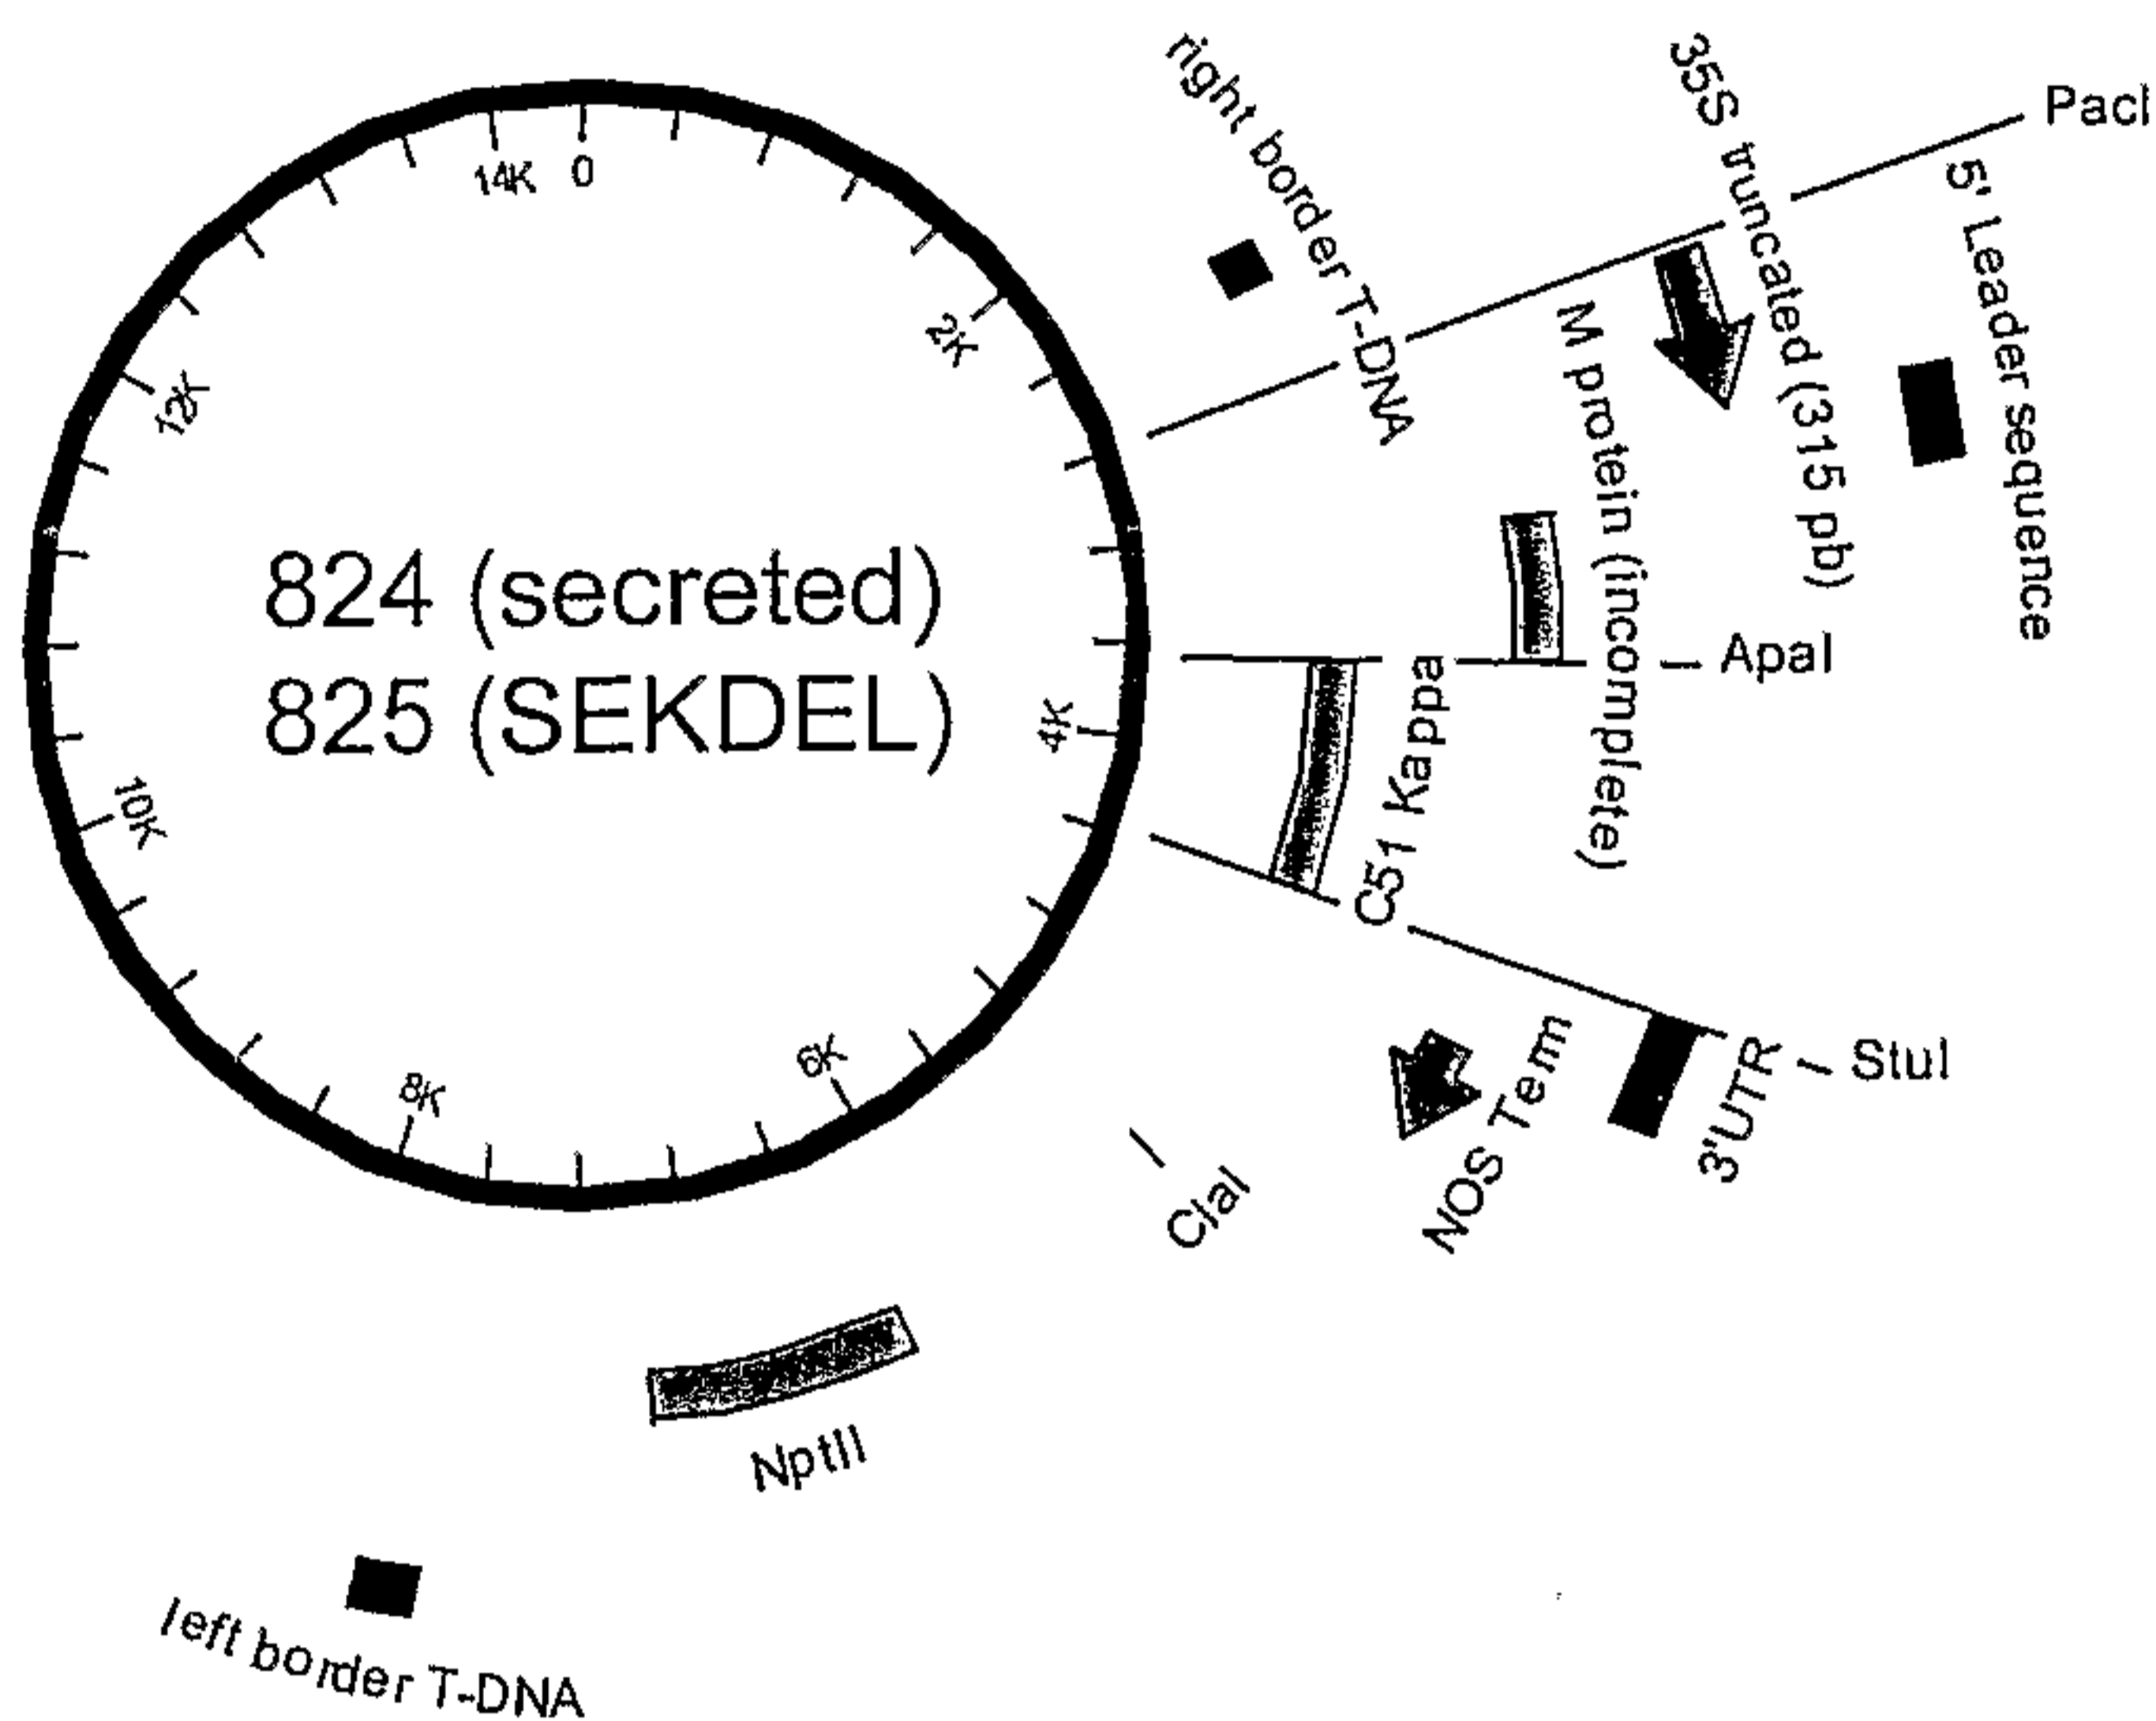 824 (secreted)
825 (SEKDEL)
0
2K
4K
6K
8K
10K
12K
14K
right border T-DNA
35S truncated (315 pb)
PacI
5' Leader sequence
M protein (incomplete)
ApaI
C51 Kappa
StuI
3'UTR
NOS Term
ClaI
NptII
left border T-DNA